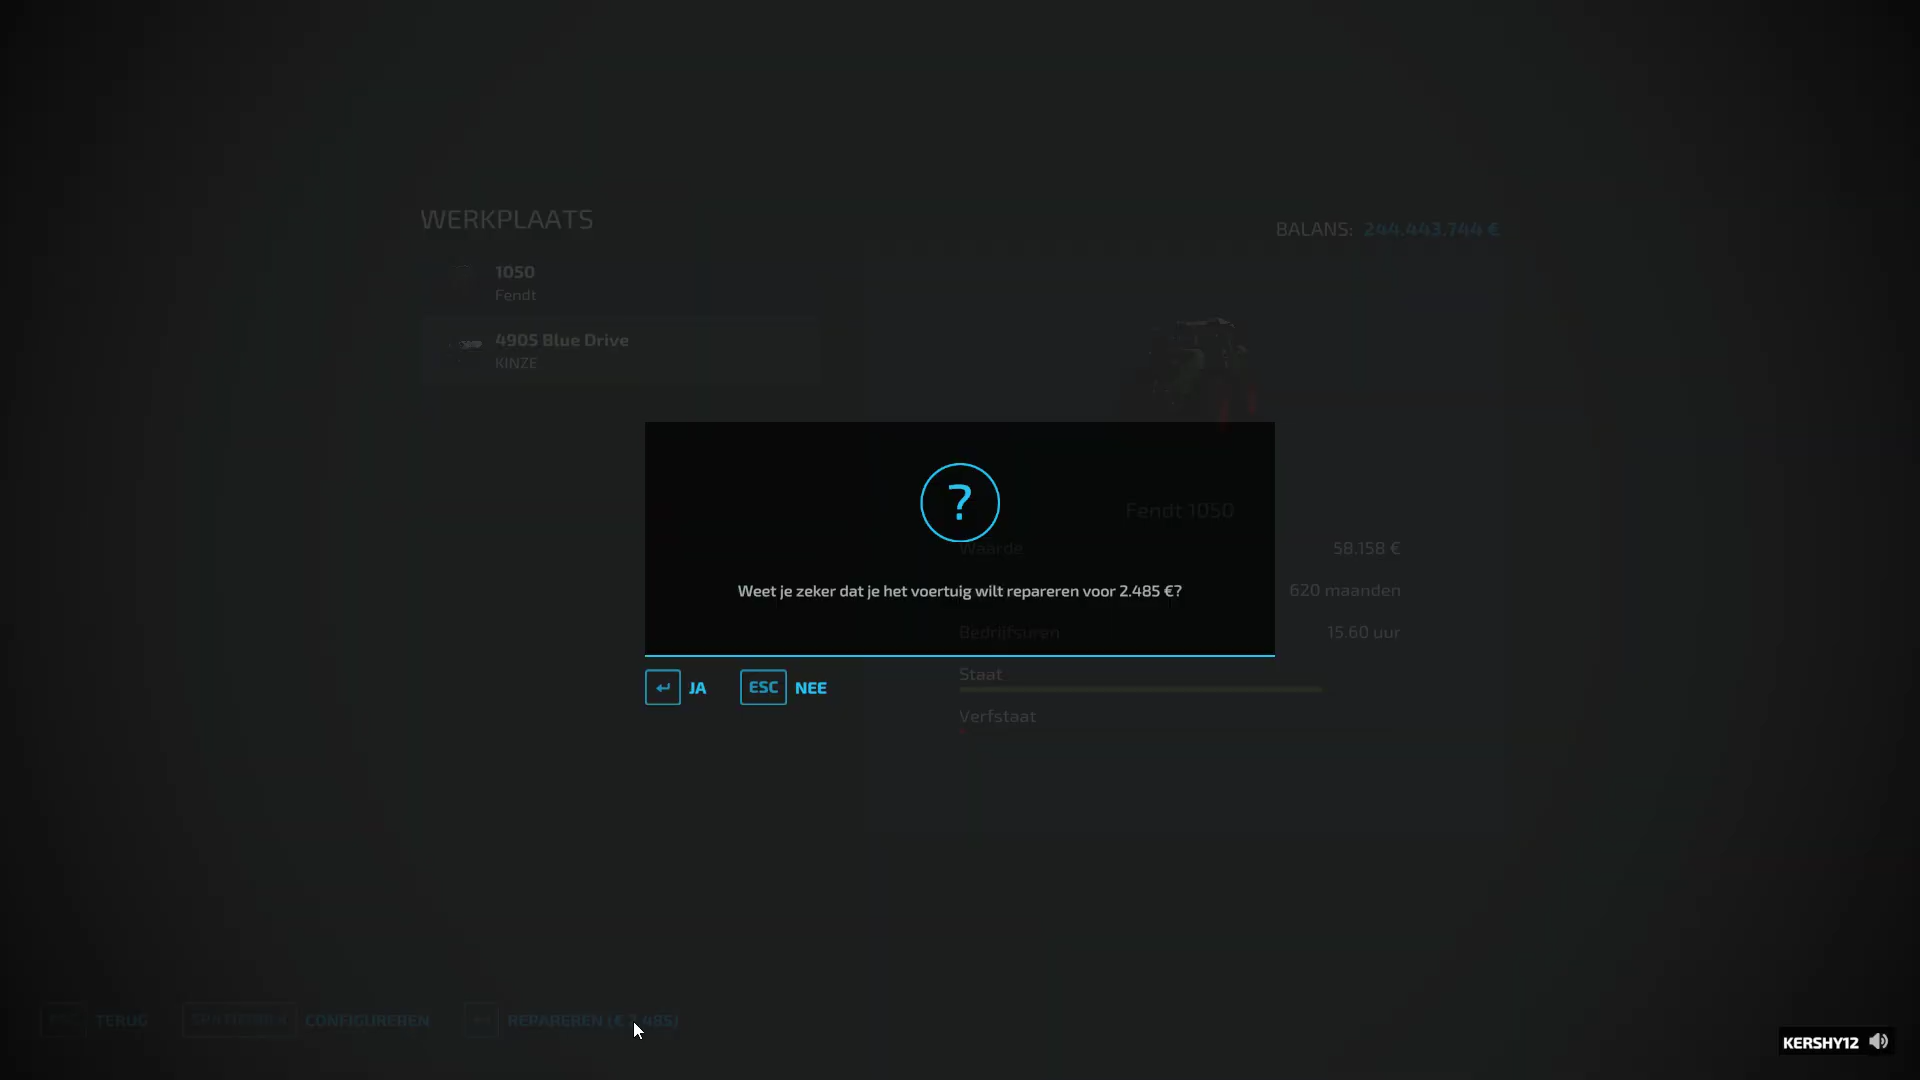 WERKPLAATS
BALANS: 244.443.744 €
1050
Fendt
4905 Blue Drive
KINZE
?
Fendt 1050
Waarde 58.158 €
Weet je zeker dat je het voertuig wilt repareren voor 2.485 €?
620 maanden
Bedrijfsuren 15.60 uur
Staat
JA ESC NEE
Verfstaat
TERUG CONFIGUREREN REPAREREN (€ 2.485)
KERSHY12